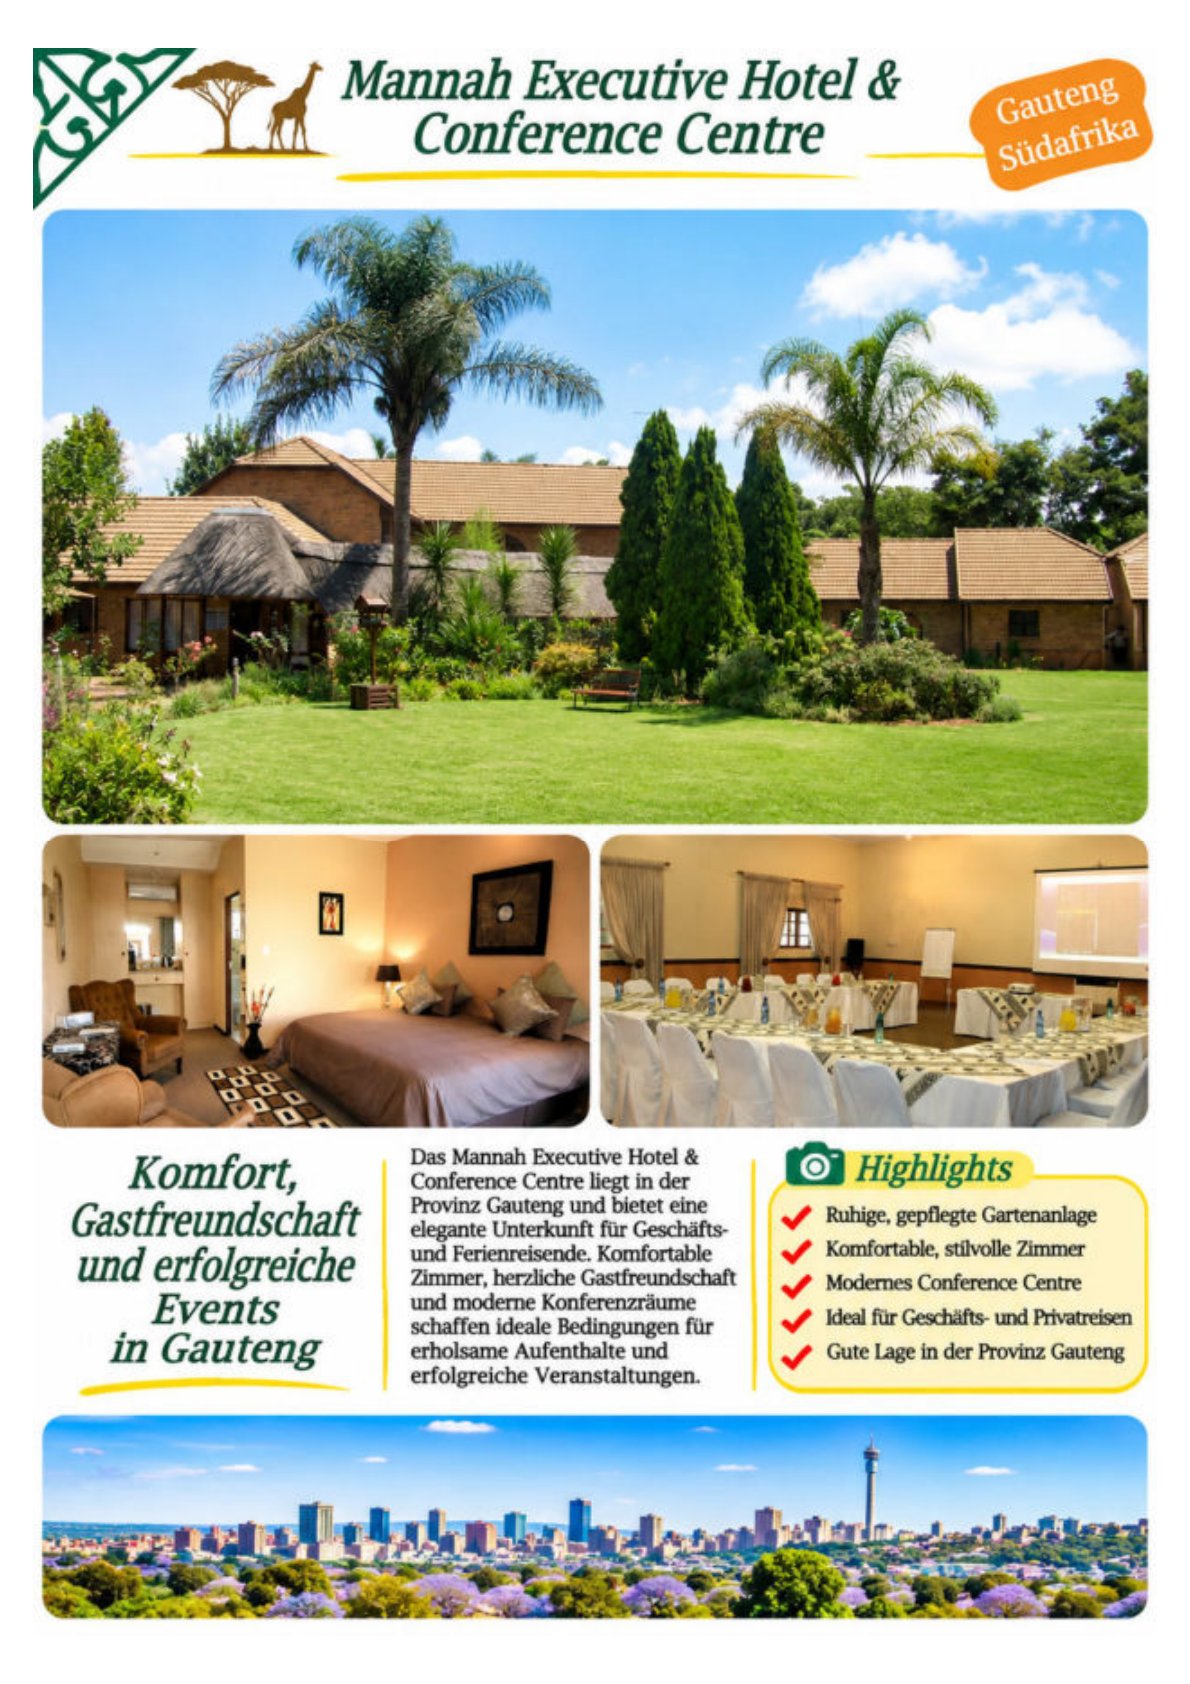 Mannah Executive Hotel &
Conference Centre
Gauteng
Südafrika
Komfort,
Gastfreundschaft
und erfolgreiche
Events
in Gauteng
Das Mannah Executive Hotel &
Conference Centre liegt in der
Provinz Gauteng und bietet eine
elegante Unterkunft für Geschäfts-
und Ferienreisende. Komfortable
Zimmer, herzliche Gastfreundschaft
und moderne Konferenzräume
schaffen ideale Bedingungen für
erholsame Aufenthalte und
erfolgreiche Veranstaltungen.
Highlights
Ruhige, gepflegte Gartenanlage
Komfortable, stilvolle Zimmer
Modernes Conference Centre
Ideal für Geschäfts- und Privatreisen
Gute Lage in der Provinz Gauteng